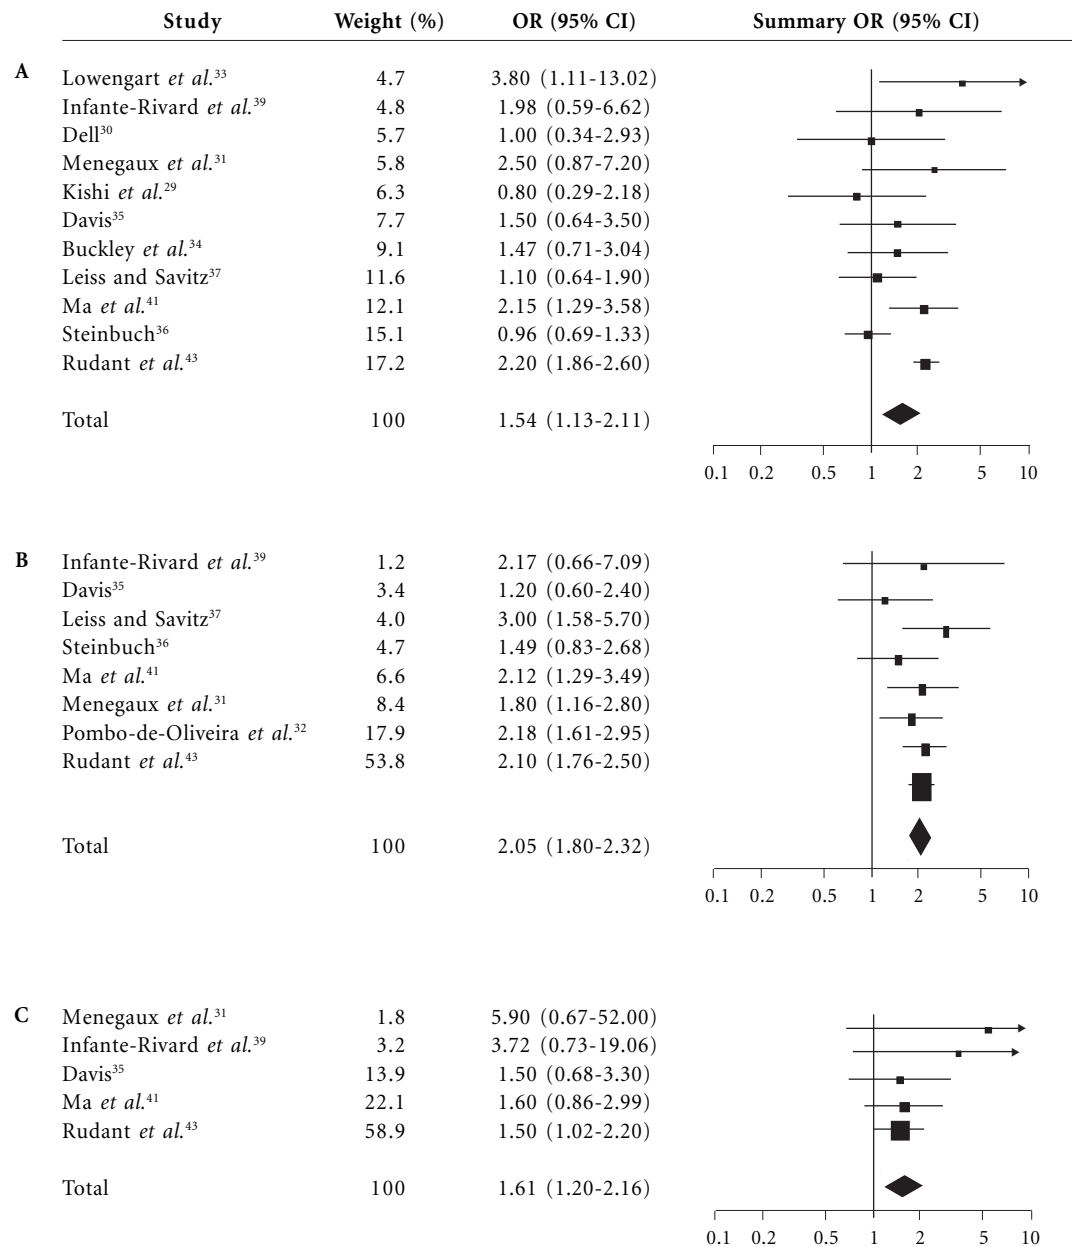 Study Weight (%) OR (95% CI) Summary OR (95% CI)
A
Lowengart et al.33 4.7 3.80 (1.11-13.02)
Infante-Rivard et al.39 4.8 1.98 (0.59-6.62)
Dell30 5.7 1.00 (0.34-2.93)
Menegaux et al.31 5.8 2.50 (0.87-7.20)
Kishi et al.29 6.3 0.80 (0.29-2.18)
Davis35 7.7 1.50 (0.64-3.50)
Buckley et al.34 9.1 1.47 (0.71-3.04)
Leiss and Savitz37 11.6 1.10 (0.64-1.90)
Ma et al.41 12.1 2.15 (1.29-3.58)
Steinbuch36 15.1 0.96 (0.69-1.33)
Rudant et al.43 17.2 2.20 (1.86-2.60)
Total 100 1.54 (1.13-2.11)
0.1 0.2 0.5 1 2 5 10
B
Infante-Rivard et al.39 1.2 2.17 (0.66-7.09)
Davis35 3.4 1.20 (0.60-2.40)
Leiss and Savitz37 4.0 3.00 (1.58-5.70)
Steinbuch36 4.7 1.49 (0.83-2.68)
Ma et al.41 6.6 2.12 (1.29-3.49)
Menegaux et al.31 8.4 1.80 (1.16-2.80)
Pombo-de-Oliveira et al.32 17.9 2.18 (1.61-2.95)
Rudant et al.43 53.8 2.10 (1.76-2.50)
Total 100 2.05 (1.80-2.32)
0.1 0.2 0.5 1 2 5 10
C
Menegaux et al.31 1.8 5.90 (0.67-52.00)
Infante-Rivard et al.39 3.2 3.72 (0.73-19.06)
Davis35 13.9 1.50 (0.68-3.30)
Ma et al.41 22.1 1.60 (0.86-2.99)
Rudant et al.43 58.9 1.50 (1.02-2.20)
Total 100 1.61 (1.20-2.16)
0.1 0.2 0.5 1 2 5 10